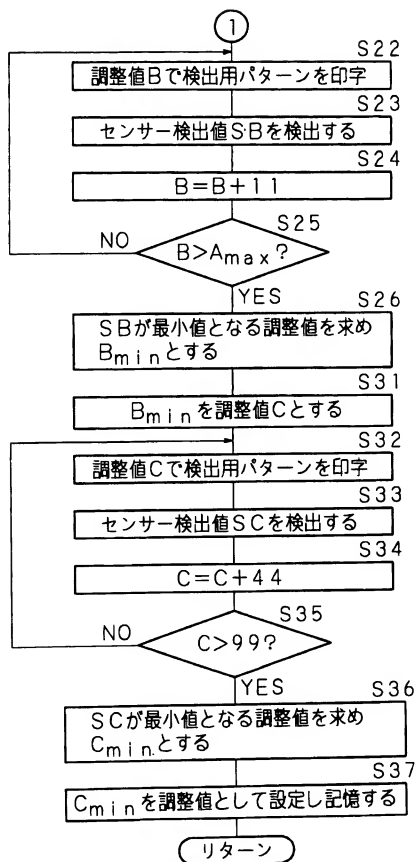 1
S22
調整値Bで検出用パターンを印字
S23
センサー検出値S·Bを検出する
S24
B=B+11
S25
B>Amax?
NO
YES
S26
SBが最小値となる調整値を求め
Bminとする
S31
Bminを調整値Cとする
S32
調整値Cで検出用パターンを印字
S33
センサー検出値SCを検出する
S34
C=C+44
S35
C>99?
NO
YES
S36
SCが最小値となる調整値を求め
Cmin.とする
S37
Cminを調整値として設定し記憶する
リターン